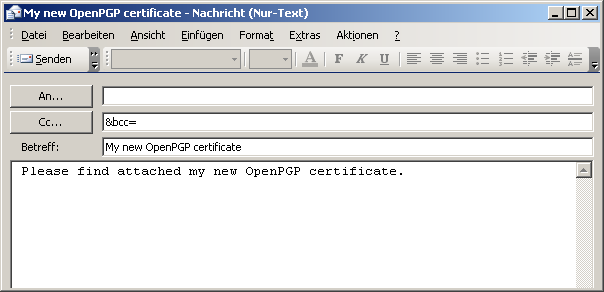 My new OpenPGP certificate - Nachricht (Nur-Text)
Datei Bearbeiten Ansicht Einfügen Format Extras Aktionen ?
Senden A F K U
An...
Cc... &bcc=
Betreff: My new OpenPGP certificate
Please find attached my new OpenPGP certificate.